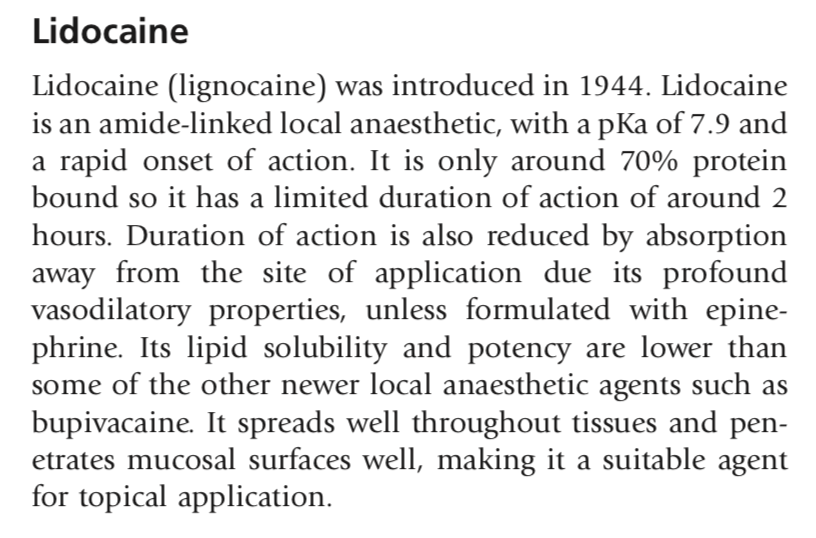 Lidocaine
Lidocaine (lignocaine) was introduced in 1944. Lidocaine
is an amide-linked local anaesthetic, with a pKa of 7.9 and
a rapid onset of action. It is only around 70% protein
bound so it has a limited duration of action of around 2
hours. Duration of action is also reduced by absorption
away from the site of application due its profound
vasodilatory properties, unless formulated with epine-
phrine. Its lipid solubility and potency are lower than
some of the other newer local anaesthetic agents such as
bupivacaine. It spreads well throughout tissues and pen-
etrates mucosal surfaces well, making it a suitable agent
for topical application.